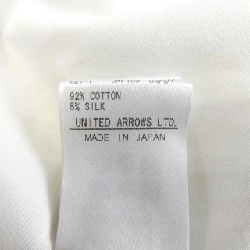 92% COTTON
8% SILK
UNITED ARROWS LTD.
MADE IN JAPAN